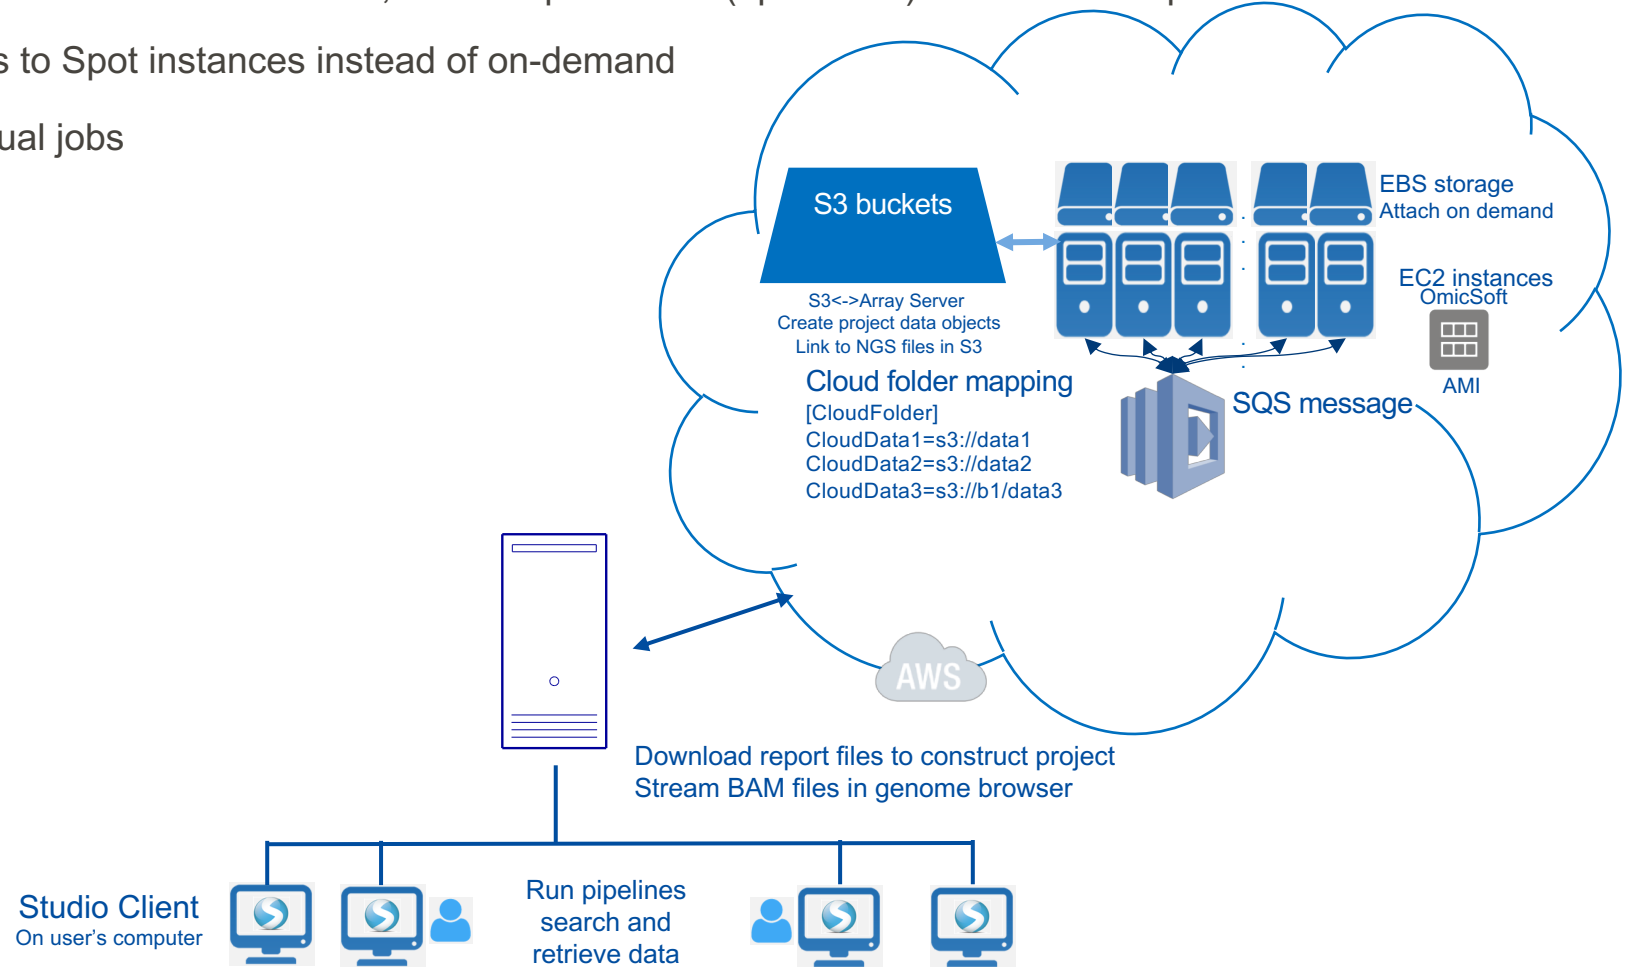 s to Spot instances instead of on-demand
ual jobs
S3 buckets
EBS storage
Attach on demand
EC2 instances
OmicSoft
AMI
S3<->Array Server
Create project data objects
Link to NGS files in S3
Cloud folder mapping
[CloudFolder]
CloudData1=s3://data1
CloudData2=s3://data2
CloudData3=s3://b1/data3
SQS message
AWS
Download report files to construct project
Stream BAM files in genome browser
Studio Client
On user's computer
Run pipelines
search and
retrieve data